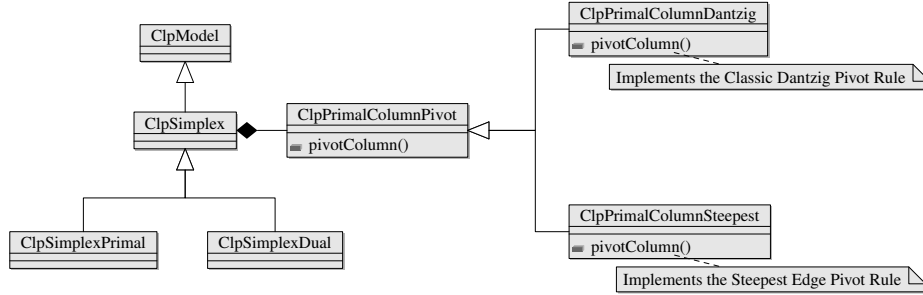 ClpModel
ClpSimplex
ClpSimplexPrimal
ClpSimplexDual
ClpPrimalColumnPivot
pivotColumn()
ClpPrimalColumnDantzig
pivotColumn()
Implements the Classic Dantzig Pivot Rule
ClpPrimalColumnSteepest
pivotColumn()
Implements the Steepest Edge Pivot Rule